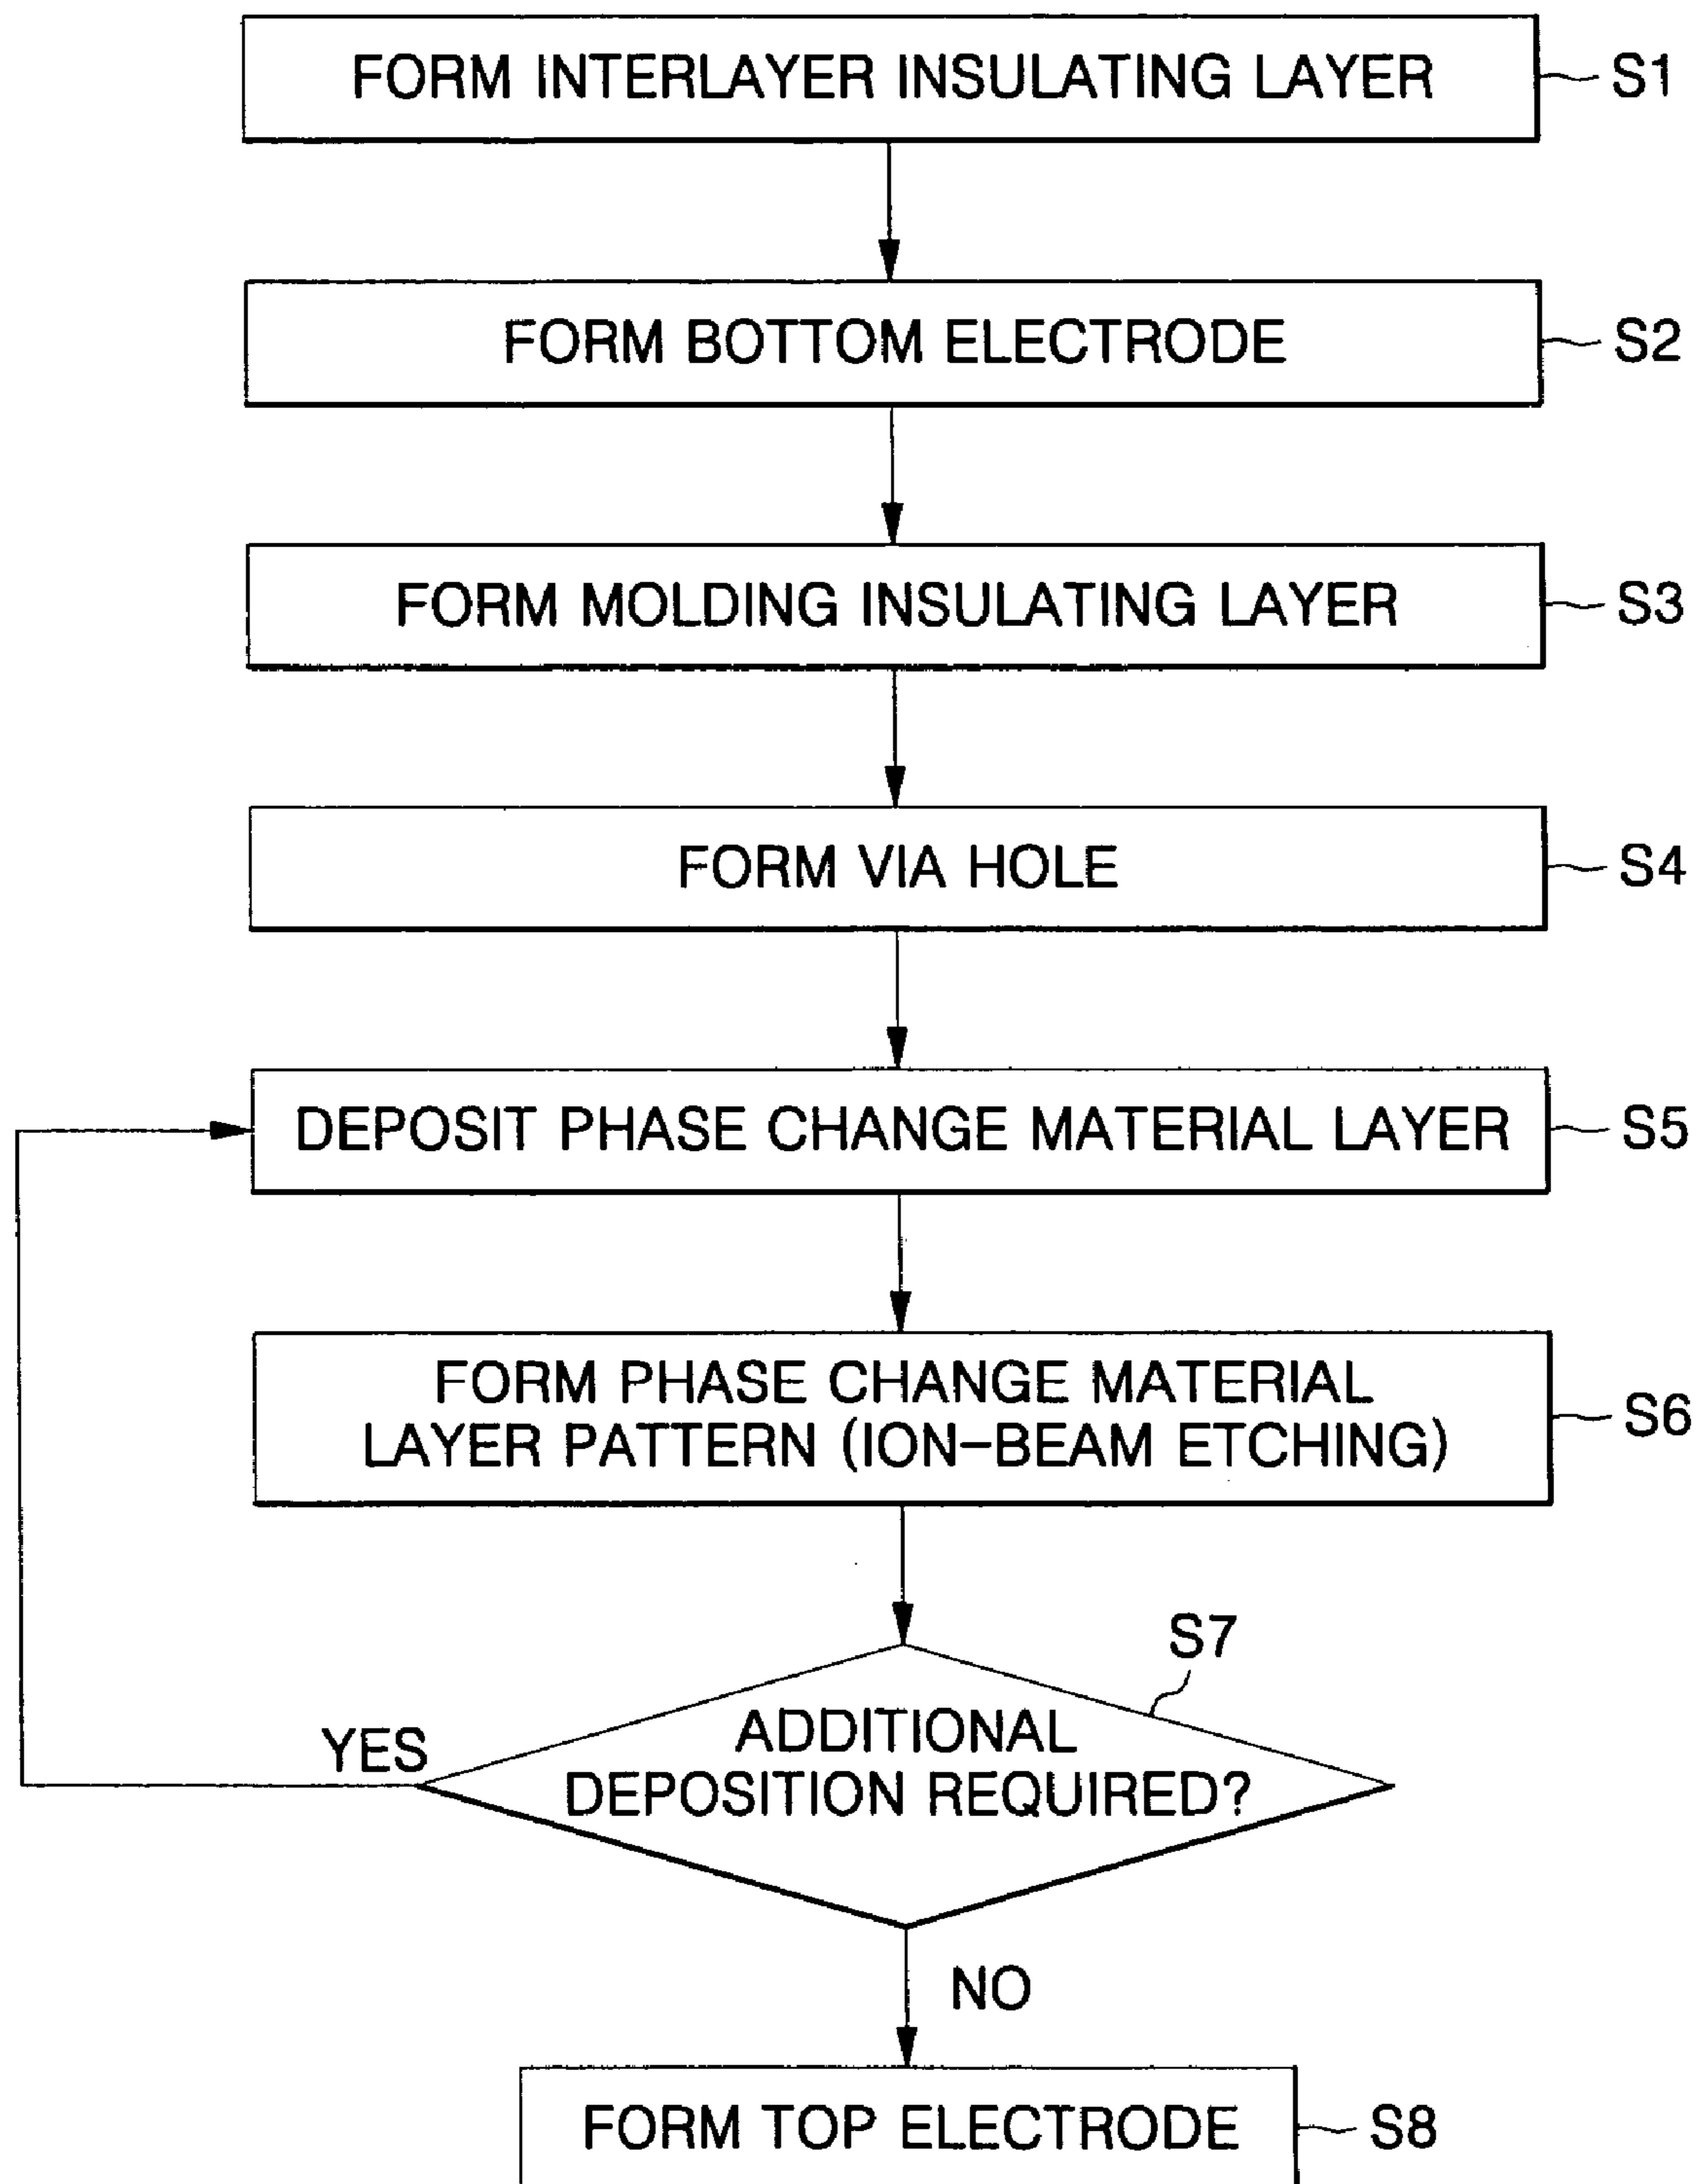 FORM INTERLAYER INSULATING LAYER
S1
FORM BOTTOM ELECTRODE
S2
FORM MOLDING INSULATING LAYER
S3
FORM VIA HOLE
S4
DEPOSIT PHASE CHANGE MATERIAL LAYER
S5
FORM PHASE CHANGE MATERIAL
LAYER PATTERN (ION-BEAM ETCHING)
S6
S7
ADDITIONAL
DEPOSITION REQUIRED?
YES
NO
FORM TOP ELECTRODE
S8